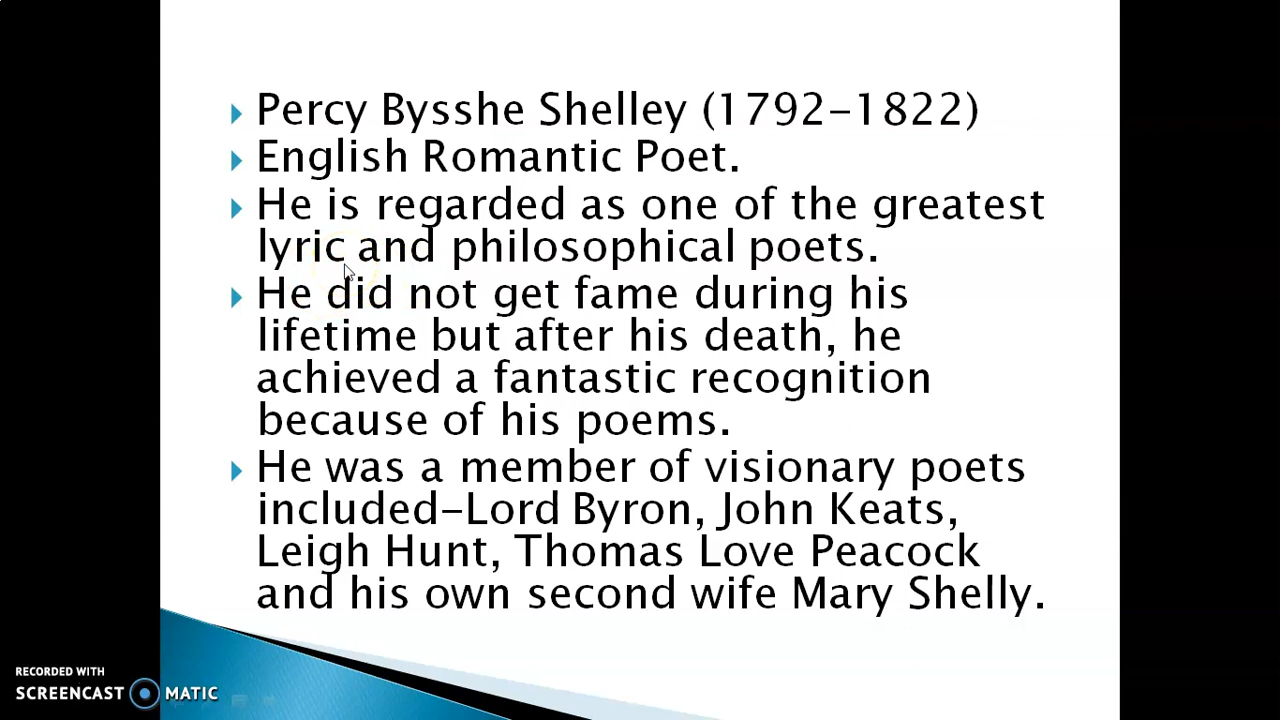 Percy Bysshe Shelley (1792-1822)
English Romantic Poet.
He is regarded as one of the greatest
lyric and philosophical poets.
He did not get fame during his
lifetime but after his death, he
achieved a fantastic recognition
because of his poems.
He was a member of visionary poets
included-Lord Byron, John Keats,
Leigh Hunt, Thomas Love Peacock
and his own second wife Mary Shelly.
RECORDED WITH
SCREENCAST MATIC